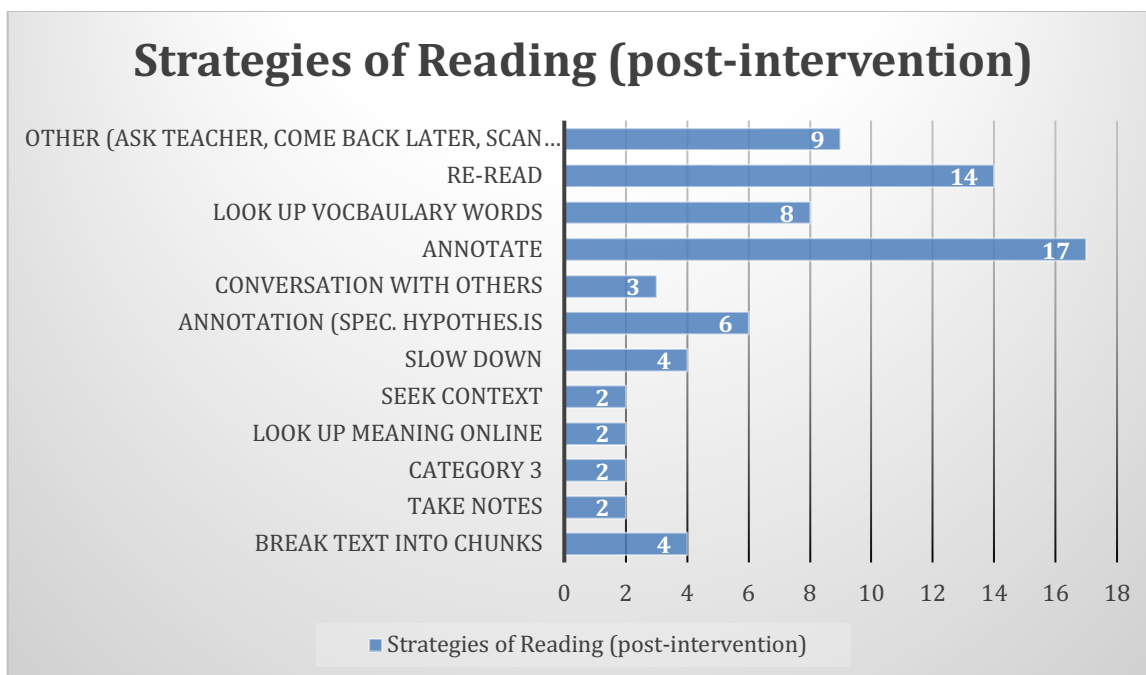 Strategies of Reading (post-intervention)
OTHER (ASK TEACHER, COME BACK LATER, SCAN… 9
RE-READ 14
LOOK UP VOCBAULARY WORDS 8
ANNOTATE 17
CONVERSATION WITH OTHERS 3
ANNOTATION (SPEC. HYPOTHES.IS 6
SLOW DOWN 4
SEEK CONTEXT 2
LOOK UP MEANING ONLINE 2
CATEGORY 3 2
TAKE NOTES 2
BREAK TEXT INTO CHUNKS 4
0 2 4 6 8 10 12 14 16 18
Strategies of Reading (post-intervention)